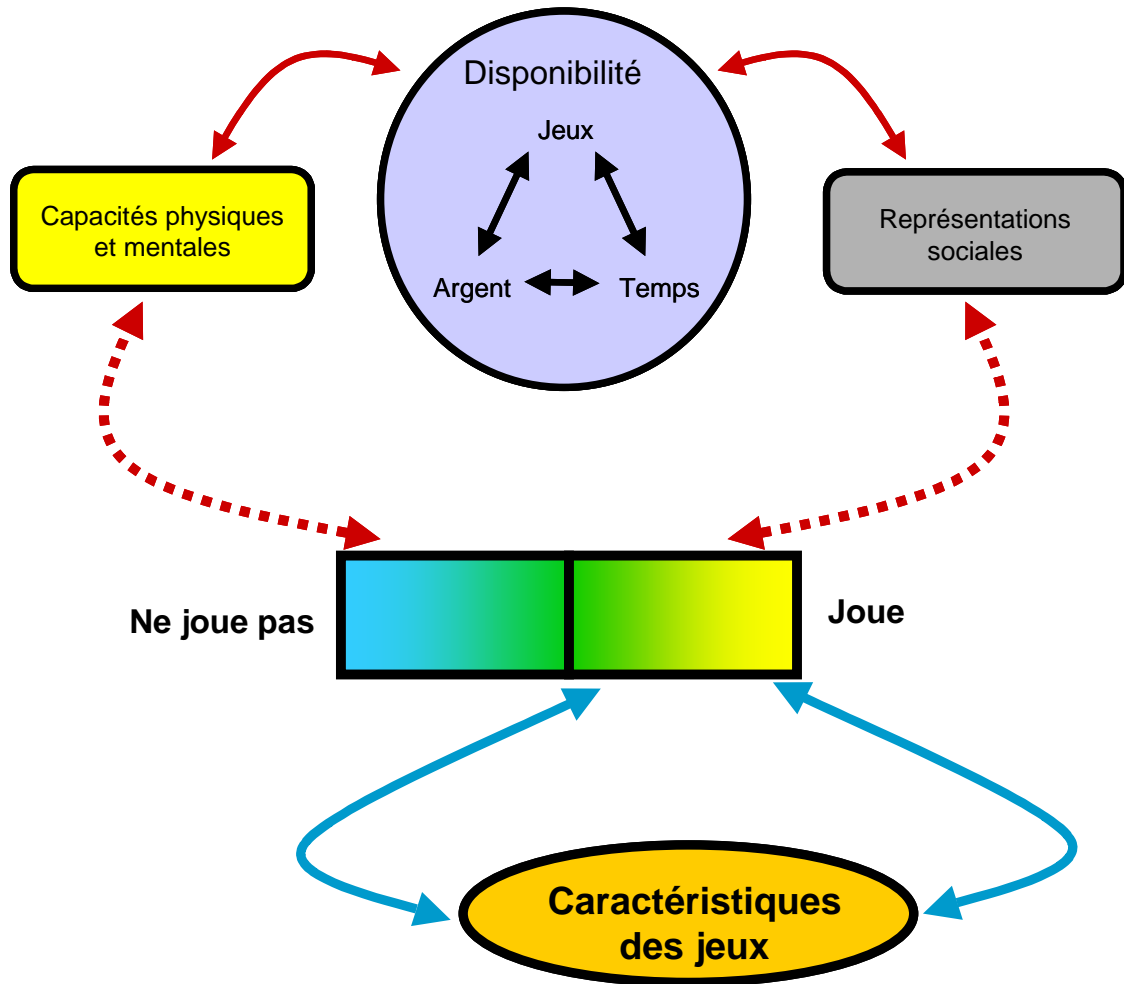 Disponibilité
Jeux
Argent
Temps
Capacités physiques
et mentales
Représentations
sociales
Ne joue pas
Joue
Caractéristiques
des jeux